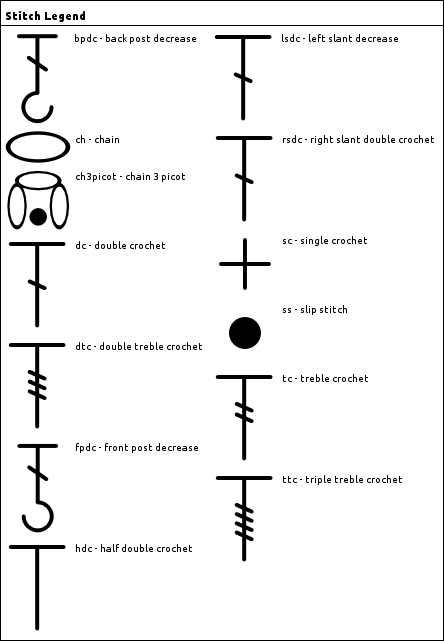 Stitch Legend
bpdc - back post decrease
ch - chain
ch3picot - chain 3 picot
dc - double crochet
dtc - double treble crochet
fpdc - front post decrease
hdc - half double crochet
lsdc - left slant decrease
rsdc - right slant double crochet
sc - single crochet
ss - slip stitch
tc - treble crochet
ttc - triple treble crochet